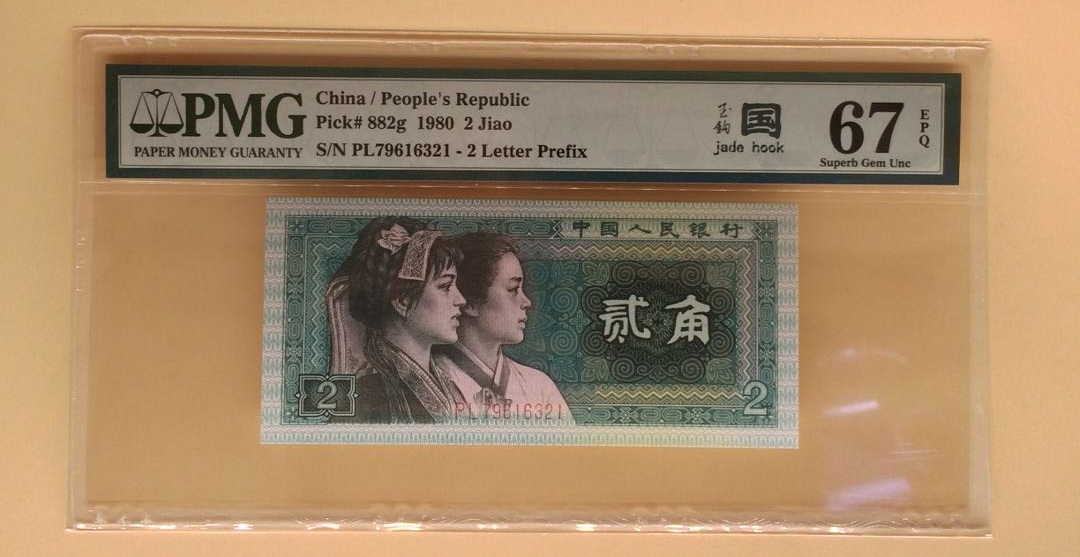 PMG
PAPER MONEY GUARANTY
China / People's Republic
Pick# 882g 1980 2 Jiao
S/N PL79616321 - 2 Letter Prefix
玉钩
国
jade hook
67
EPQ
Superb Gem Unc
中国人民银行
贰角
2
2
PL79616321